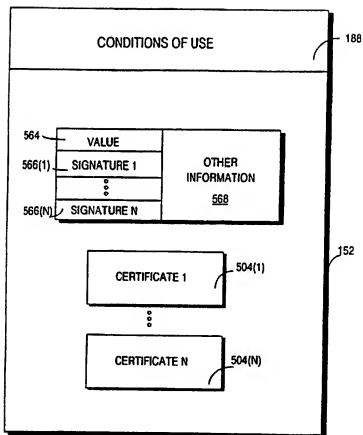 CONDITIONS OF USE
188
564
VALUE
566(1)
SIGNATURE 1
OTHER
INFORMATION
568
566(N)
SIGNATURE N
CERTIFICATE 1
504(1)
152
CERTIFICATE N
504(N)